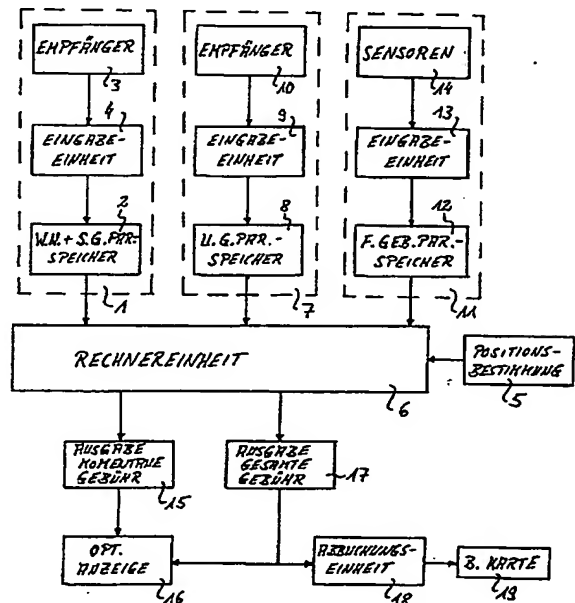 EMPFÄNGER
3
4
EINGABE-
EINHEIT
2
W.N.+S.G.PAR.-
SPEICHER
1
EMPFÄNGER
10
9
EINGABE-
EINHEIT
8
U.G.PAR.-
SPEICHER
7
SENSOREN
14
13
EINGABE-
EINHEIT
12
F.GEB.PAR.-
SPEICHER
11
RECHNEREINHEIT
6
POSITIONS-
BESTIMMUNG
5
AUSGABE
MOMENTANE
GEBÜHR
15
AUSGABE
GESAMTE
GEBÜHR
17
OPT.
ANZEIGE
16
ABBUCHUNGS-
EINHEIT
18
B. KARTE
19